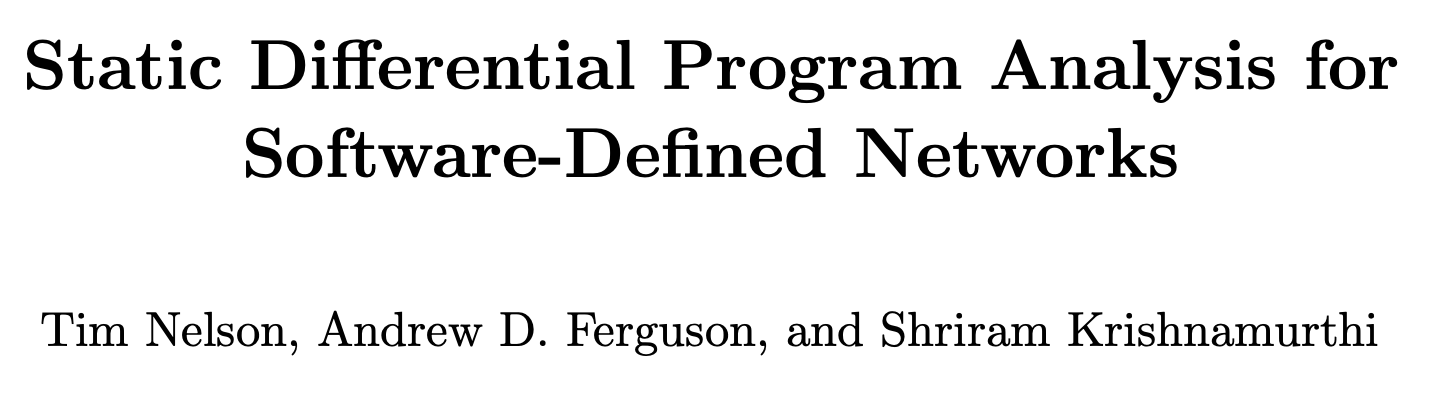 Static Differential Program Analysis for
Software-Defined Networks
Tim Nelson, Andrew D. Ferguson, and Shriram Krishnamurthi